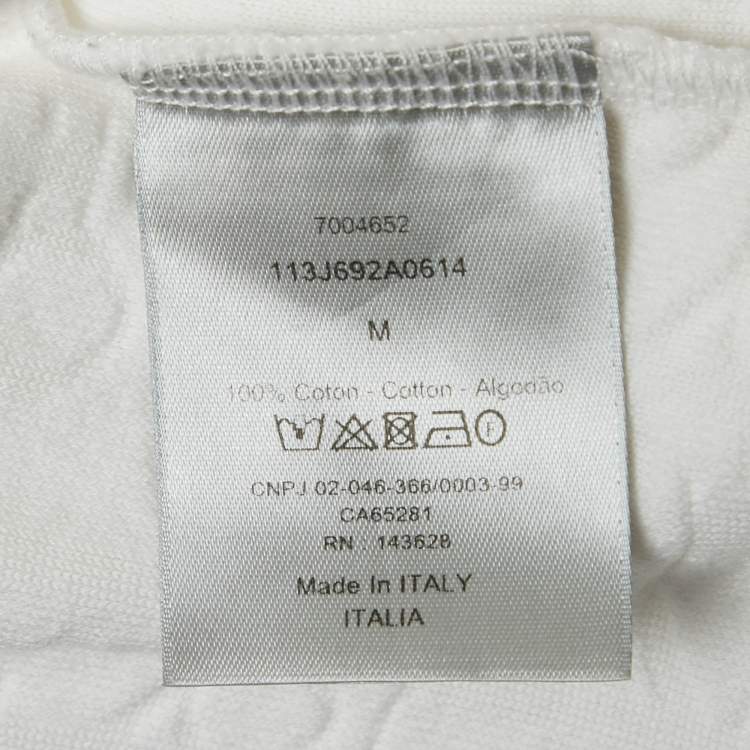 7004652
113J692A0614
M
100% Coton - Cotton - Algodão
F
CNPJ 02-046-366/0003-99
CA65281
RN : 143628
Made In ITALY
ITALIA